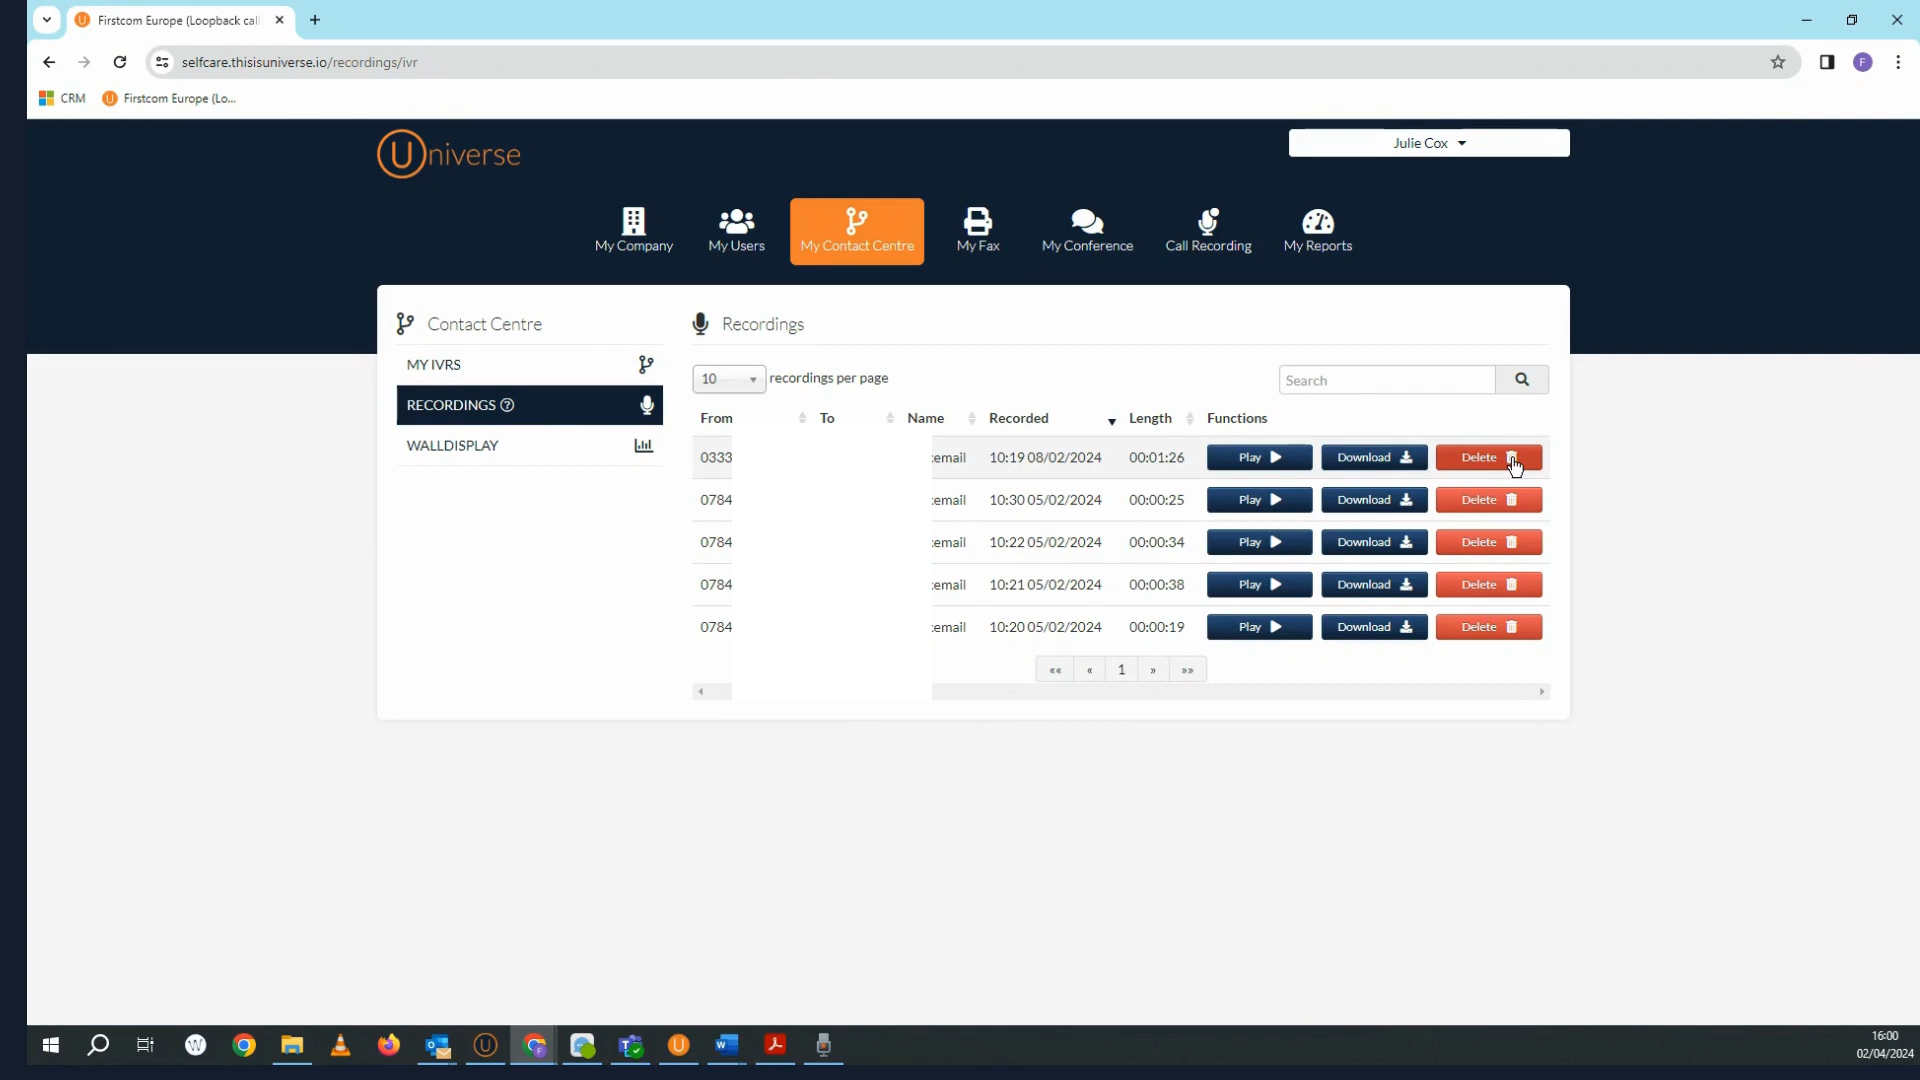 Firstcom Europe (Loopback cal
selfcare.thisisuniverse.io/recordings/ivr
F
CRM
Firstcom Europe (Lo...
Universe
Julie Cox
My Company
My Users
My Contact Centre
My Fax
My Conference
Call Recording
My Reports
Contact Centre
MY IVRS
RECORDINGS
WALLDISPLAY
Recordings
10 recordings per page
Search
From To Name Recorded Length Functions
0333 email 10:19 08/02/2024 00:01:26 Play Download Delete
0784 email 10:30 05/02/2024 00:00:25 Play Download Delete
0784 email 10:22 05/02/2024 00:00:34 Play Download Delete
0784 email 10:21 05/02/2024 00:00:38 Play Download Delete
0784 email 10:20 05/02/2024 00:00:19 Play Download Delete
«« « 1 » »»
16:00
02/04/2024